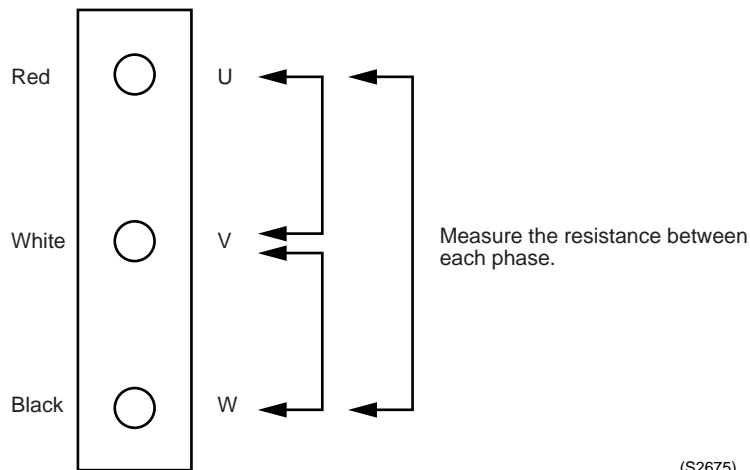 Red
U
White
V
Measure the resistance between
each phase.
Black
W
(S2675)